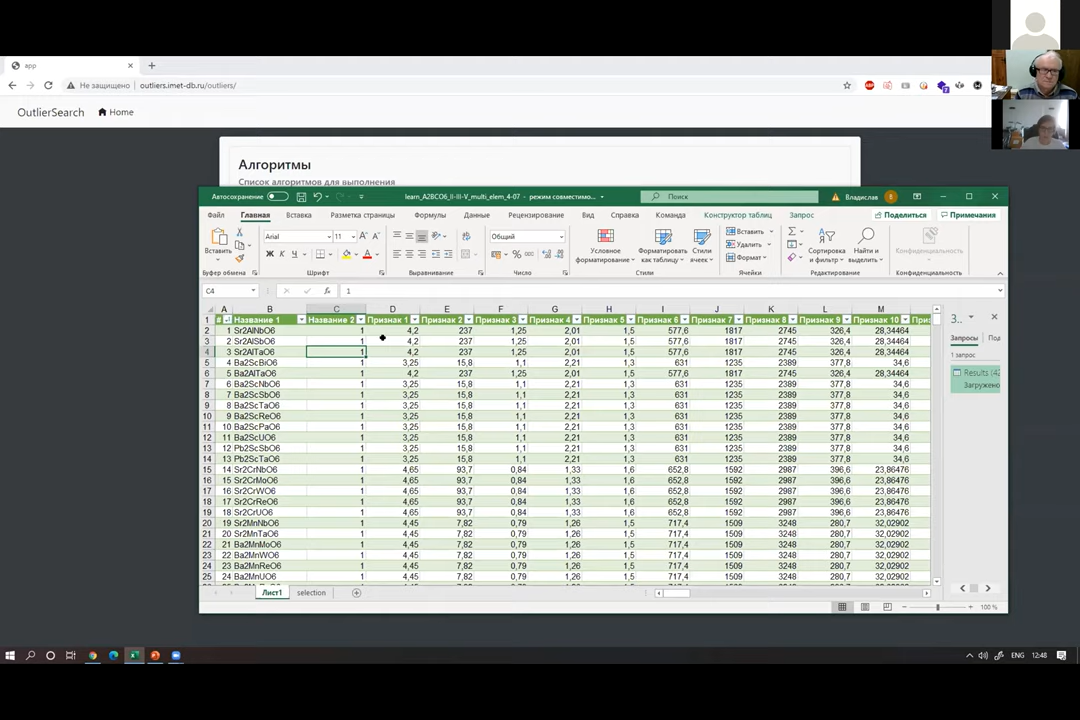 app
Не защищено outliers.imet-db.ru/outliers/
OutlierSearch Home
Алгоритмы
Список алгоритмов для выполнения
Автосохранение learn_A2BCO6_II-III-V_multi_elem_4-07 - режим совместимо... Поиск Владислав В
Файл Главная Вставка Разметка страницы Формулы Данные Рецензирование Вид Справка Команда Конструктор таблиц Запрос Поделиться Примечания
Вставить Arial 11 Общий Условное форматирование Форматировать как таблицу Стили ячеек Вставить Удалить Формат Сортировка и фильтр Найти и выделить Конфиденциальность
Буфер обмена Шрифт Выравнивание Число Стили Ячейки Редактирование Конфиденциальность
C4 1
A B C D E F G H I J K L M
1 # Название 1 Название 2 Признак 1 Признак 2 Признак 3 Признак 4 Признак 5 Признак 6 Признак 7 Признак 8 Признак 9 Признак 10
2 1 Sr2AlNbO6 1 4,2 237 1,25 2,01 1,5 577,6 1817 2745 326,4 28,34464
3 2 Sr2AlSbO6 1 4,2 237 1,25 2,01 1,5 577,6 1817 2745 326,4 28,34464
4 3 Sr2AlTaO6 1 4,2 237 1,25 2,01 1,5 577,6 1817 2745 326,4 28,34464
5 4 Ba2ScBiO6 1 3,25 15,8 1,1 2,21 1,3 631 1235 2389 377,8 34,6
6 5 Ba2AlTaO6 1 4,2 237 1,25 2,01 1,5 577,6 1817 2745 326,4 28,34464
7 6 Ba2ScNbO6 1 3,25 15,8 1,1 2,21 1,3 631 1235 2389 377,8 34,6
8 7 Ba2ScSbO6 1 3,25 15,8 1,1 2,21 1,3 631 1235 2389 377,8 34,6
9 8 Ba2ScTaO6 1 3,25 15,8 1,1 2,21 1,3 631 1235 2389 377,8 34,6
10 9 Ba2ScReO6 1 3,25 15,8 1,1 2,21 1,3 631 1235 2389 377,8 34,6
11 10 Ba2ScPaO6 1 3,25 15,8 1,1 2,21 1,3 631 1235 2389 377,8 34,6
12 11 Ba2ScUO6 1 3,25 15,8 1,1 2,21 1,3 631 1235 2389 377,8 34,6
13 12 Pb2ScSbO6 1 3,25 15,8 1,1 2,21 1,3 631 1235 2389 377,8 34,6
14 13 Pb2ScTaO6 1 3,25 15,8 1,1 2,21 1,3 631 1235 2389 377,8 34,6
15 14 Sr2CrNbO6 1 4,65 93,7 0,84 1,33 1,6 652,8 1592 2987 396,6 23,86476
16 15 Sr2CrMoO6 1 4,65 93,7 0,84 1,33 1,6 652,8 1592 2987 396,6 23,86476
17 16 Sr2CrWO6 1 4,65 93,7 0,84 1,33 1,6 652,8 1592 2987 396,6 23,86476
18 17 Sr2CrReO6 1 4,65 93,7 0,84 1,33 1,6 652,8 1592 2987 396,6 23,86476
19 18 Sr2CrUO6 1 4,65 93,7 0,84 1,33 1,6 652,8 1592 2987 396,6 23,86476
20 19 Sr2MnNbO6 1 4,45 7,82 0,79 1,26 1,5 717,4 1509 3248 280,7 32,02902
21 20 Sr2MnTaO6 1 4,45 7,82 0,79 1,26 1,5 717,4 1509 3248 280,7 32,02902
22 21 Ba2MnMoO6 1 4,45 7,82 0,79 1,26 1,5 717,4 1509 3248 280,7 32,02902
23 22 Ba2MnWO6 1 4,45 7,82 0,79 1,26 1,5 717,4 1509 3248 280,7 32,02902
24 23 Ba2MnReO6 1 4,45 7,82 0,79 1,26 1,5 717,4 1509 3248 280,7 32,02902
25 24 Ba2MnUO6 1 4,45 7,82 0,79 1,26 1,5 717,4 1509 3248 280,7 32,02902
З...
Запросы
1 запрос
Results (42
Загружено
Лист1 selection
100 %
ENG 12:48